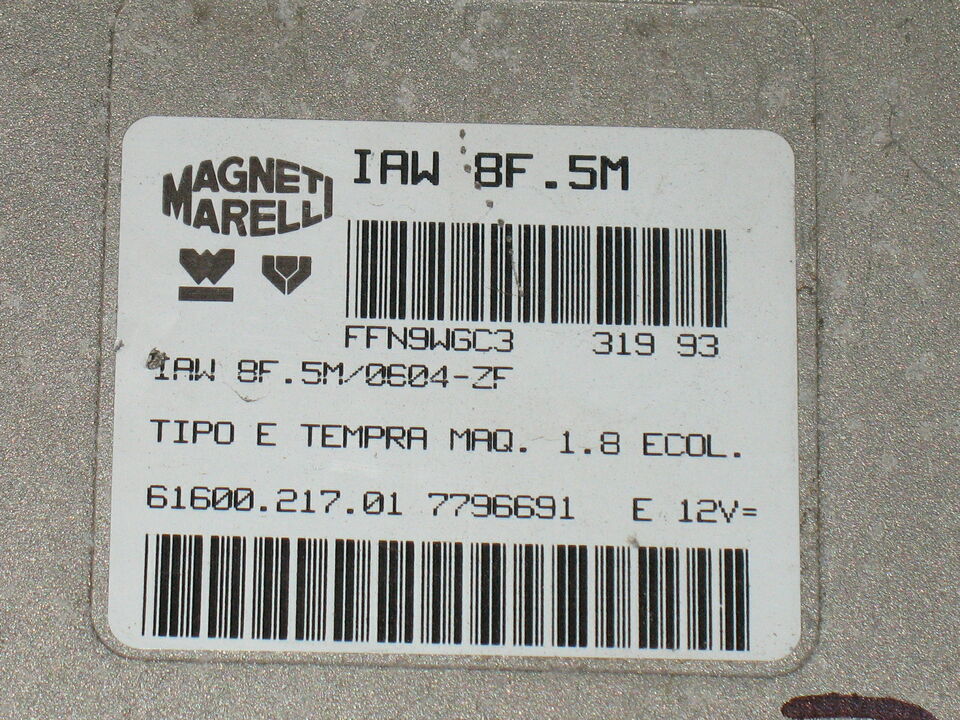 MAGNETI
MARELLI
IAW 8F.5M
FFN9WGC3 319 93
IAW 8F.5M/0604-ZF
TIPO E TEMPRA MAQ. 1.8 ECOL.
61600.217.01 7796691 E 12V=